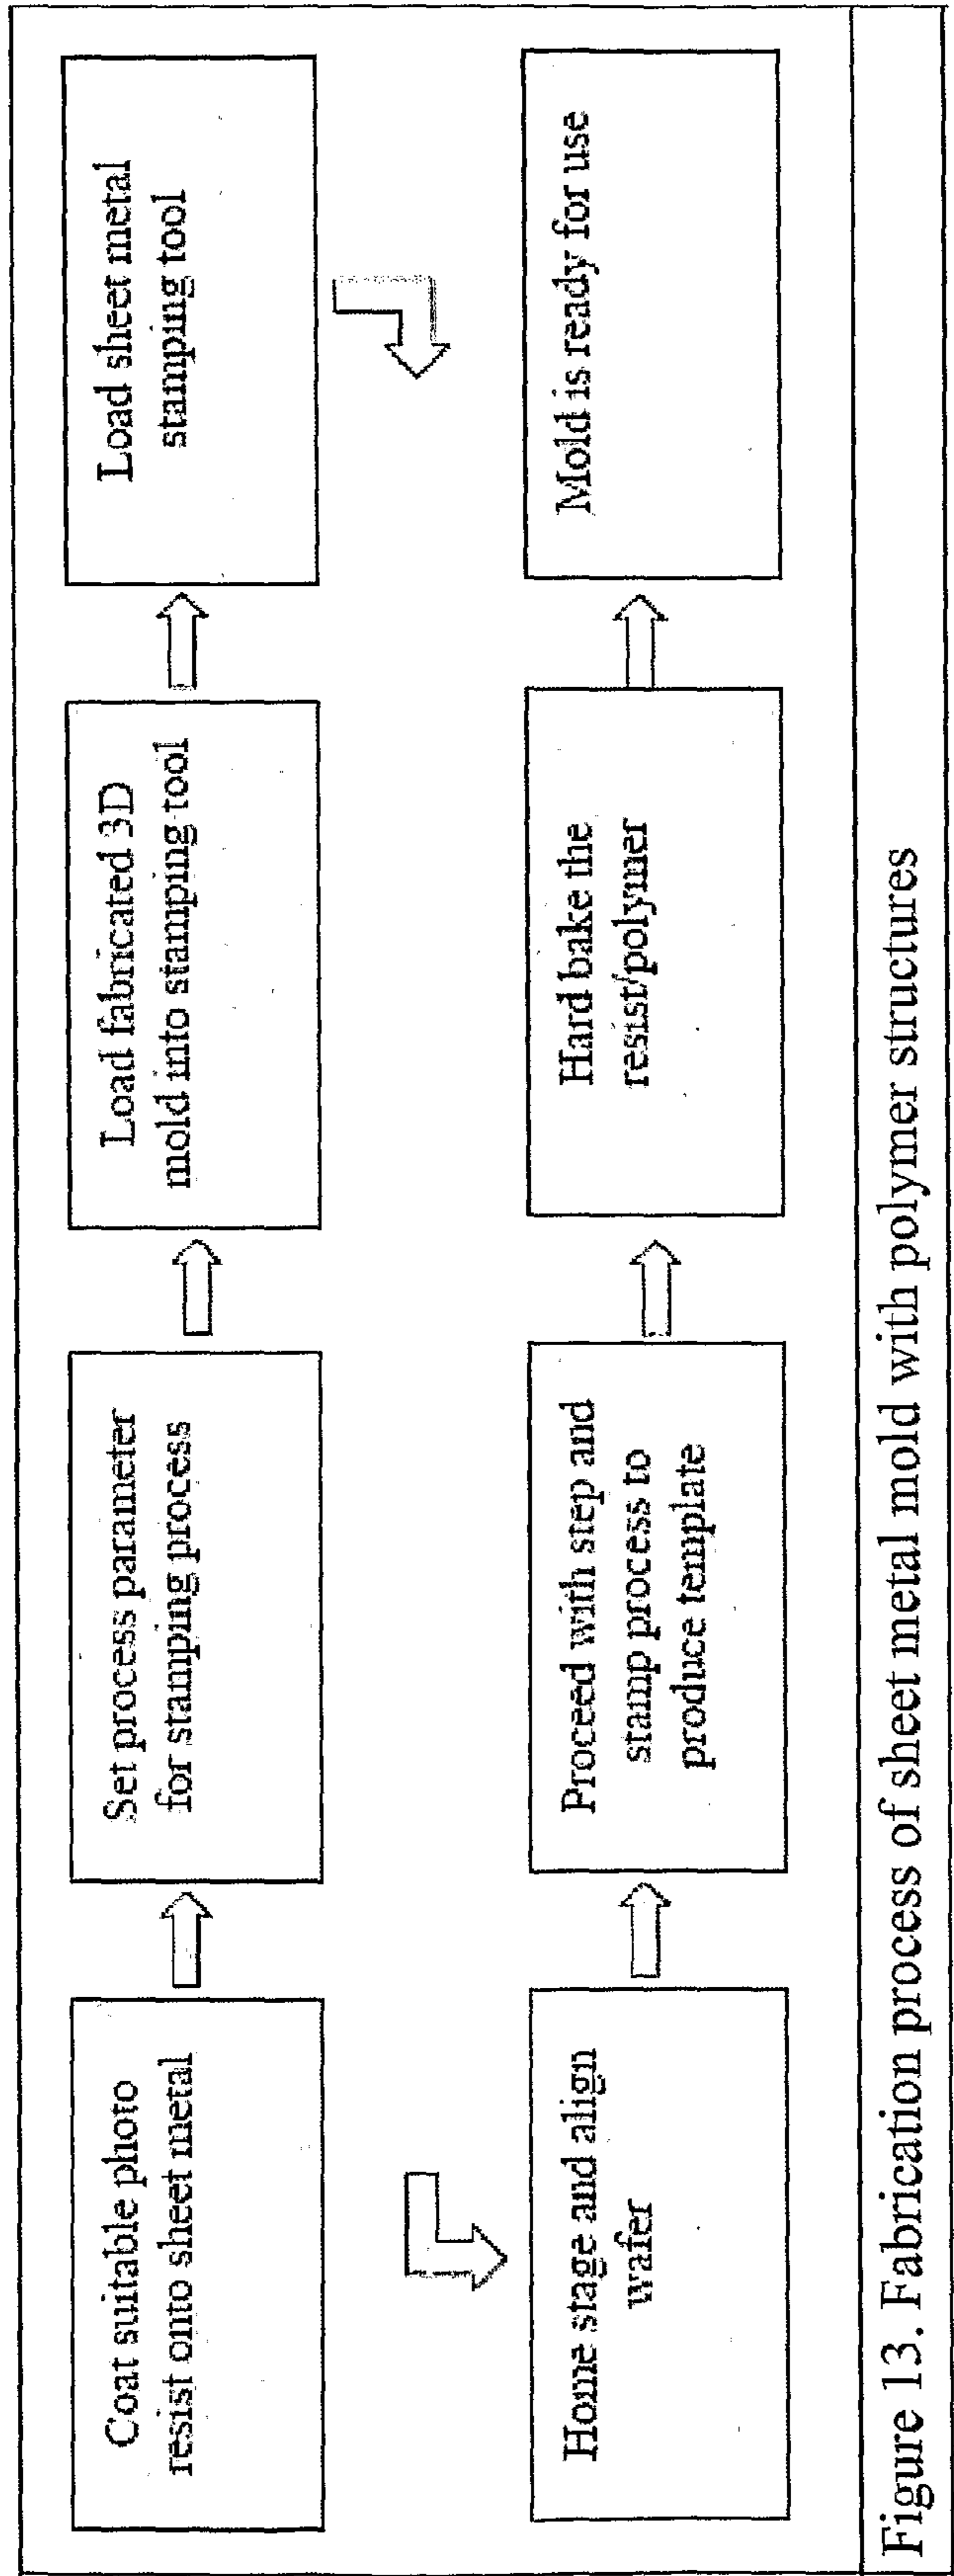 Coat suitable photo
resist onto sheet metal
Set process parameter
for stamping process
Load fabricated 3D
mold into stamping tool
Load sheet metal
stamping tool
Home stage and align
wafer
Proceed with step and
stamp process to
produce template
Hard bake the
resist/polymer
Mold is ready for use
Figure 13. Fabrication process of sheet metal mold with polymer structures